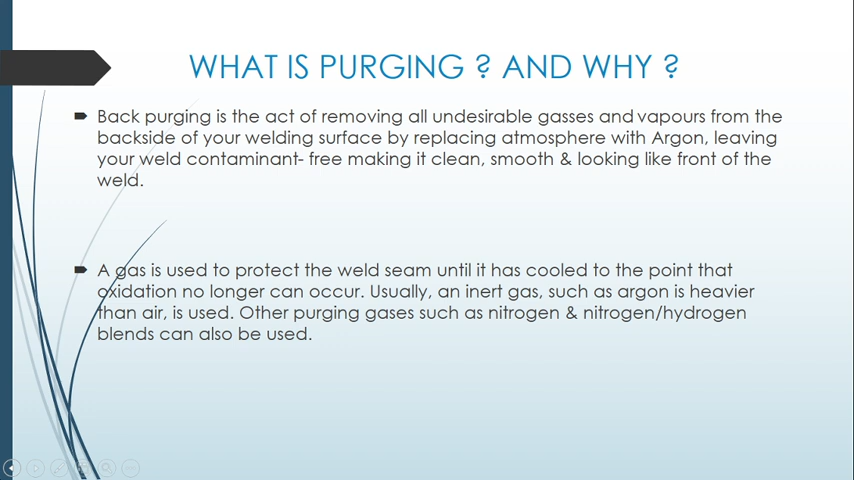 WHAT IS PURGING ? AND WHY ?
Back purging is the act of removing all undesirable gasses and vapours from the
backside of your welding surface by replacing atmosphere with Argon, leaving
your weld contaminant- free making it clean, smooth & looking like front of the
weld.
A gas is used to protect the weld seam until it has cooled to the point that
oxidation no longer can occur. Usually, an inert gas, such as argon is heavier
than air, is used. Other purging gases such as nitrogen & nitrogen/hydrogen
blends can also be used.